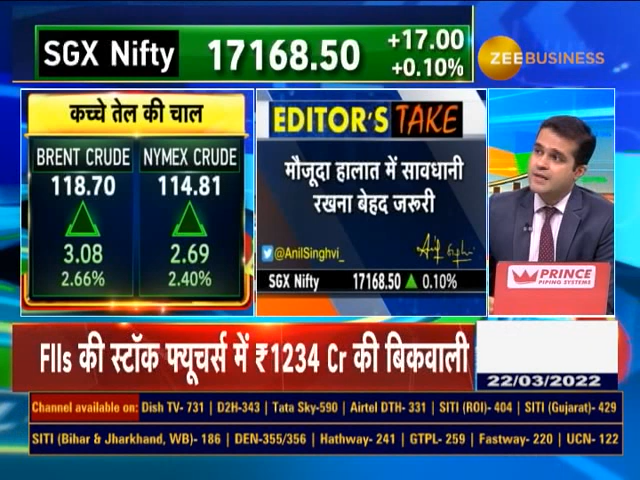 SGX Nifty 17168.50 +17.00
+0.10%
ZEE BUSINESS
कच्चे तेल की चाल
BRENT CRUDE NYMEX CRUDE
118.70 114.81
3.08 2.69
2.66% 2.40%
EDITOR'S TAKE
मौजूदा हालात में सावधानी
रखना बेहद जरूरी
@AnilSinghvi_
SGX Nifty 17168.50 ▲ 0.10%
PRINCE
PIPING SYSTEMS
FIIs की स्टॉक फ्यूचर्स में ₹1234 Cr की बिकवाली
22/03/2022
Channel available on: Dish TV- 731 | D2H-343 | Tata Sky-590 | Airtel DTH- 331 | SITI (ROI)- 404 | SITI (Gujarat)- 429
SITI (Bihar & Jharkhand, WB)- 186 | DEN-355/356 | Hathway- 241 | GTPL- 259 | Fastway- 220 | UCN- 122